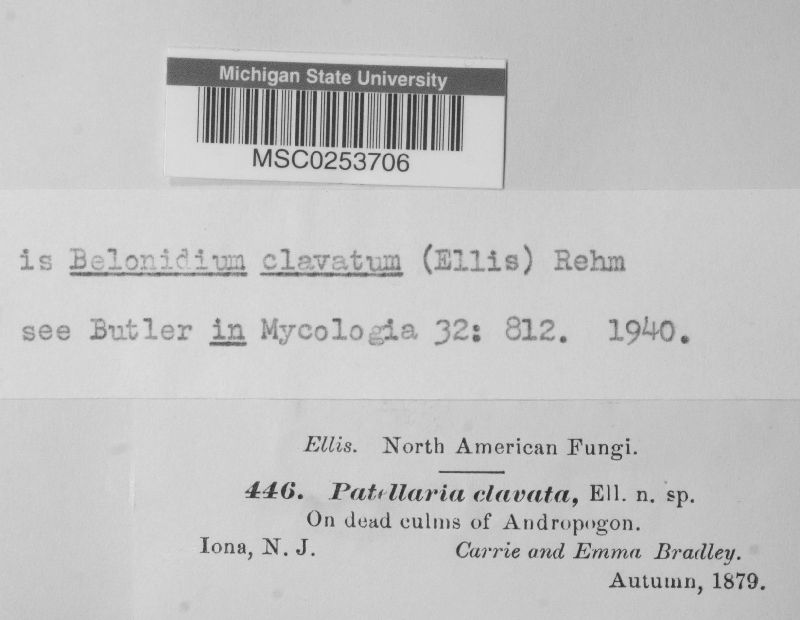 Michigan State University
MSC0253706
is Belonidium clavatum (Ellis) Rehm
see Butler in Mycologia 32: 812. 1940.
Ellis. North American Fungi.
446. Patellaria clavata, Ell. n. sp.
On dead culms of Andropogon.
Iona, N. J. Carrie and Emma Bradley.
Autumn, 1879.